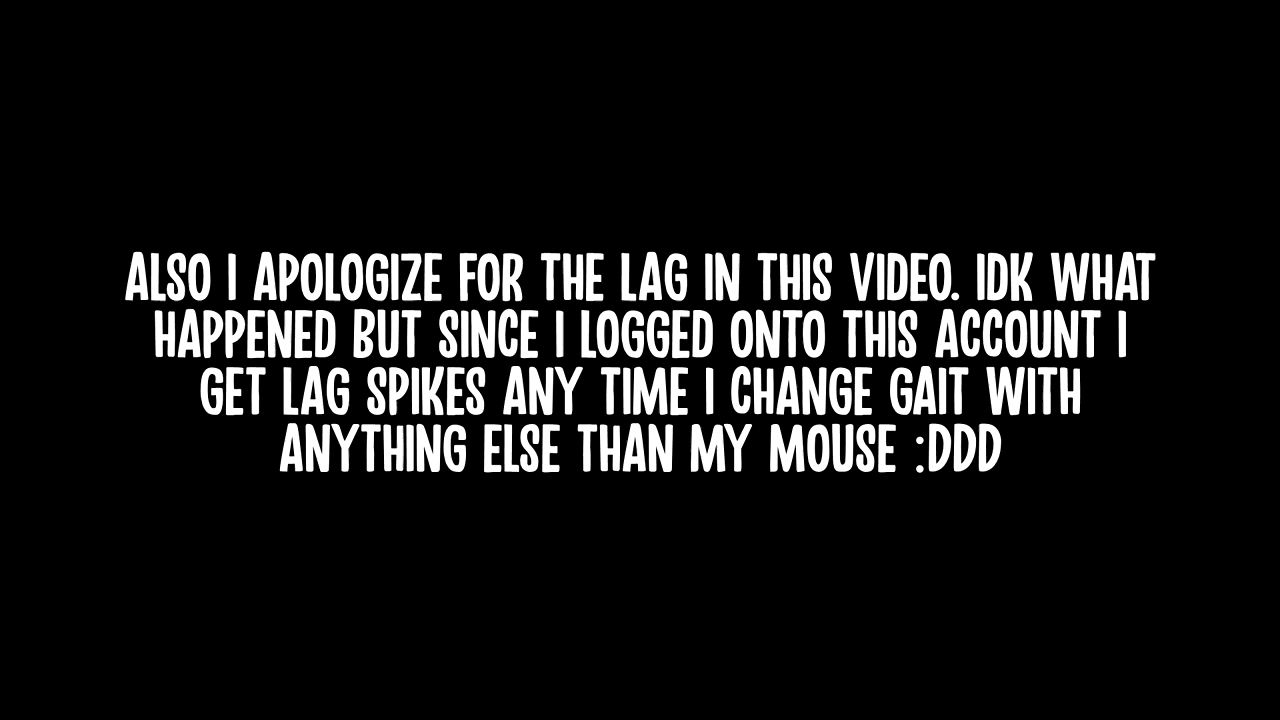 ALSO I APOLOGIZE FOR THE LAG IN THIS VIDEO. IDK WHAT
HAPPENED BUT SINCE I LOGGED ONTO THIS ACCOUNT I
GET LAG SPIKES ANY TIME I CHANGE GAIT WITH
ANYTHING ELSE THAN MY MOUSE :DDD